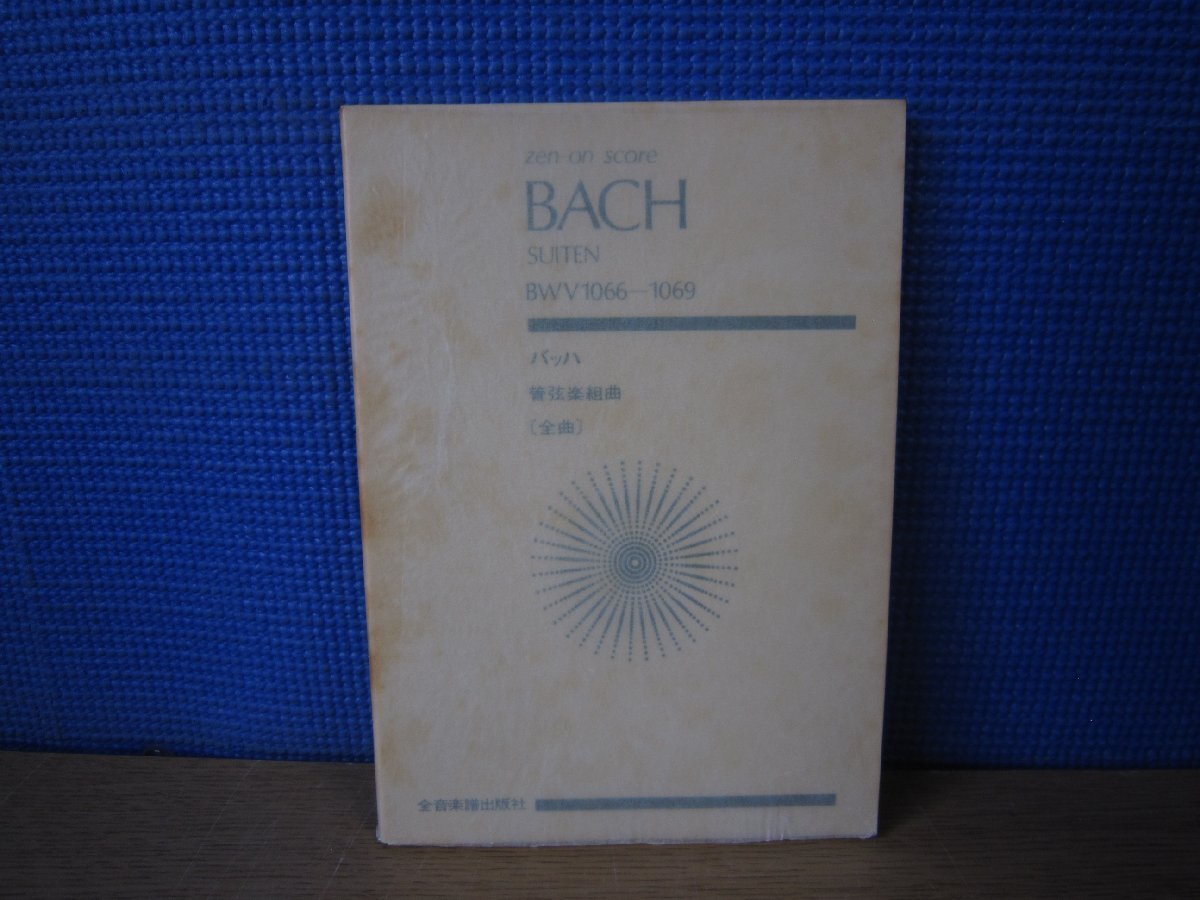 zen-on score
BACH
SUITEN
BWV1066—1069
バッハ
管弦楽組曲
〔全曲〕
全音楽譜出版社